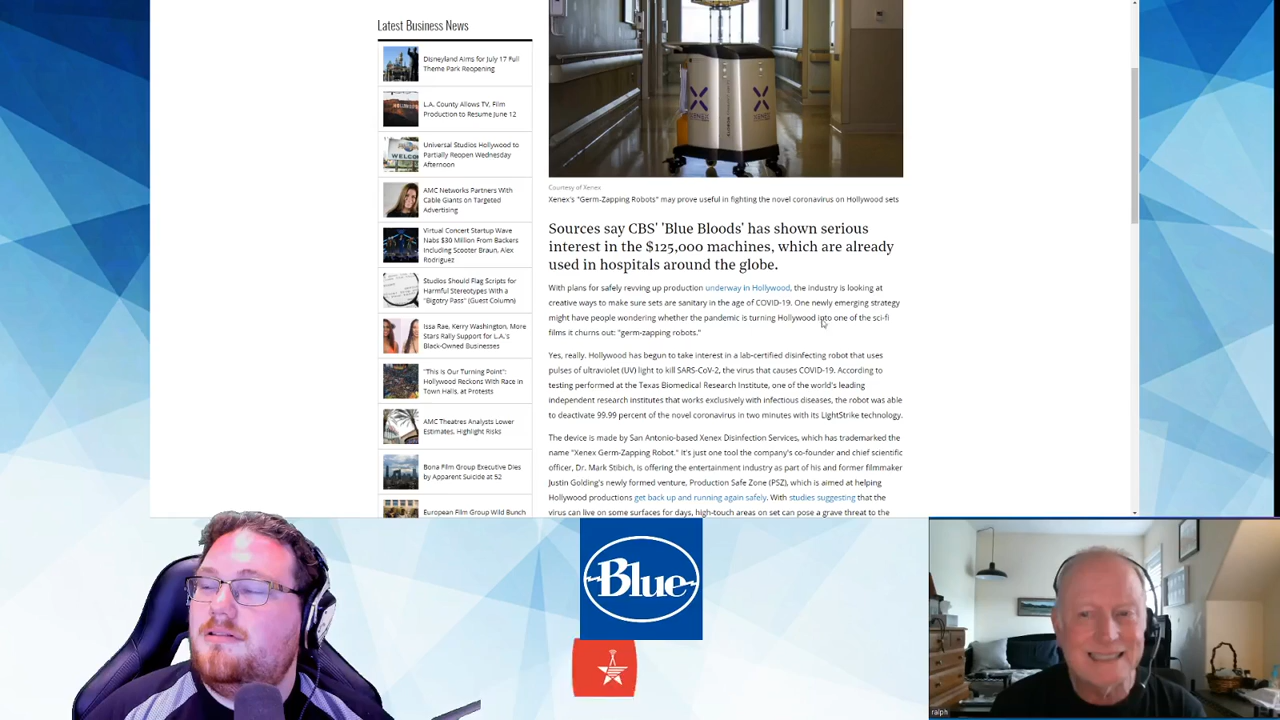 Latest Business News
Disneyland Aims for July 17 Full
Theme Park Reopening
L.A. County Allows TV, Film
Production to Resume June 12
Universal Studios Hollywood to
Partially Reopen Wednesday
Afternoon
AMC Networks Partners With
Cable Giants on Targeted
Advertising
Virtual Concert Startup Wave
Nabs $30 Million From Backers
Including Scooter Braun, Alex
Rodriguez
Studios Should Flag Scripts for
Harmful Stereotypes With a
"Bigotry Pass" (Guest Column)
Issa Rae, Kerry Washington, More
Stars Rally Support for L.A.'s
Black-Owned Businesses
"This Is Our Turning Point":
Hollywood Reckons With Race in
Town Halls, at Protests
AMC Theatres Analysts Lower
Estimates, Highlight Risks
Bona Film Group Executive Dies
by Apparent Suicide at 52
European Film Group Wild Bunch
XENEX
XENEX
Courtesy of Xenex
Xenex's "Germ-Zapping Robots" may prove useful in fighting the novel coronavirus on Hollywood sets
Sources say CBS' 'Blue Bloods' has shown serious
interest in the $125,000 machines, which are already
used in hospitals around the globe.
With plans for safely revving up production underway in Hollywood, the industry is looking at
creative ways to make sure sets are sanitary in the age of COVID-19. One newly emerging strategy
might have people wondering whether the pandemic is turning Hollywood into one of the sci-fi
films it churns out: "germ-zapping robots."
Yes, really. Hollywood has begun to take interest in a lab-certified disinfecting robot that uses
pulses of ultraviolet (UV) light to kill SARS-CoV-2, the virus that causes COVID-19. According to
testing performed at the Texas Biomedical Research Institute, one of the world's leading
independent research institutes that works exclusively with infectious diseases, the robot was able
to deactivate 99.99 percent of the novel coronavirus in two minutes with its LightStrike technology.
The device is made by San Antonio-based Xenex Disinfection Services, which has trademarked the
name "Xenex Germ-Zapping Robot." It's just one tool the company's co-founder and chief scientific
officer, Dr. Mark Stibich, is offering the entertainment industry as part of his and former filmmaker
Justin Golding's newly formed venture, Production Safe Zone (PSZ), which is aimed at helping
Hollywood productions get back up and running again safely. With studies suggesting that the
virus can live on some surfaces for days, high-touch areas on set can pose a grave threat to the
Blue
ralph